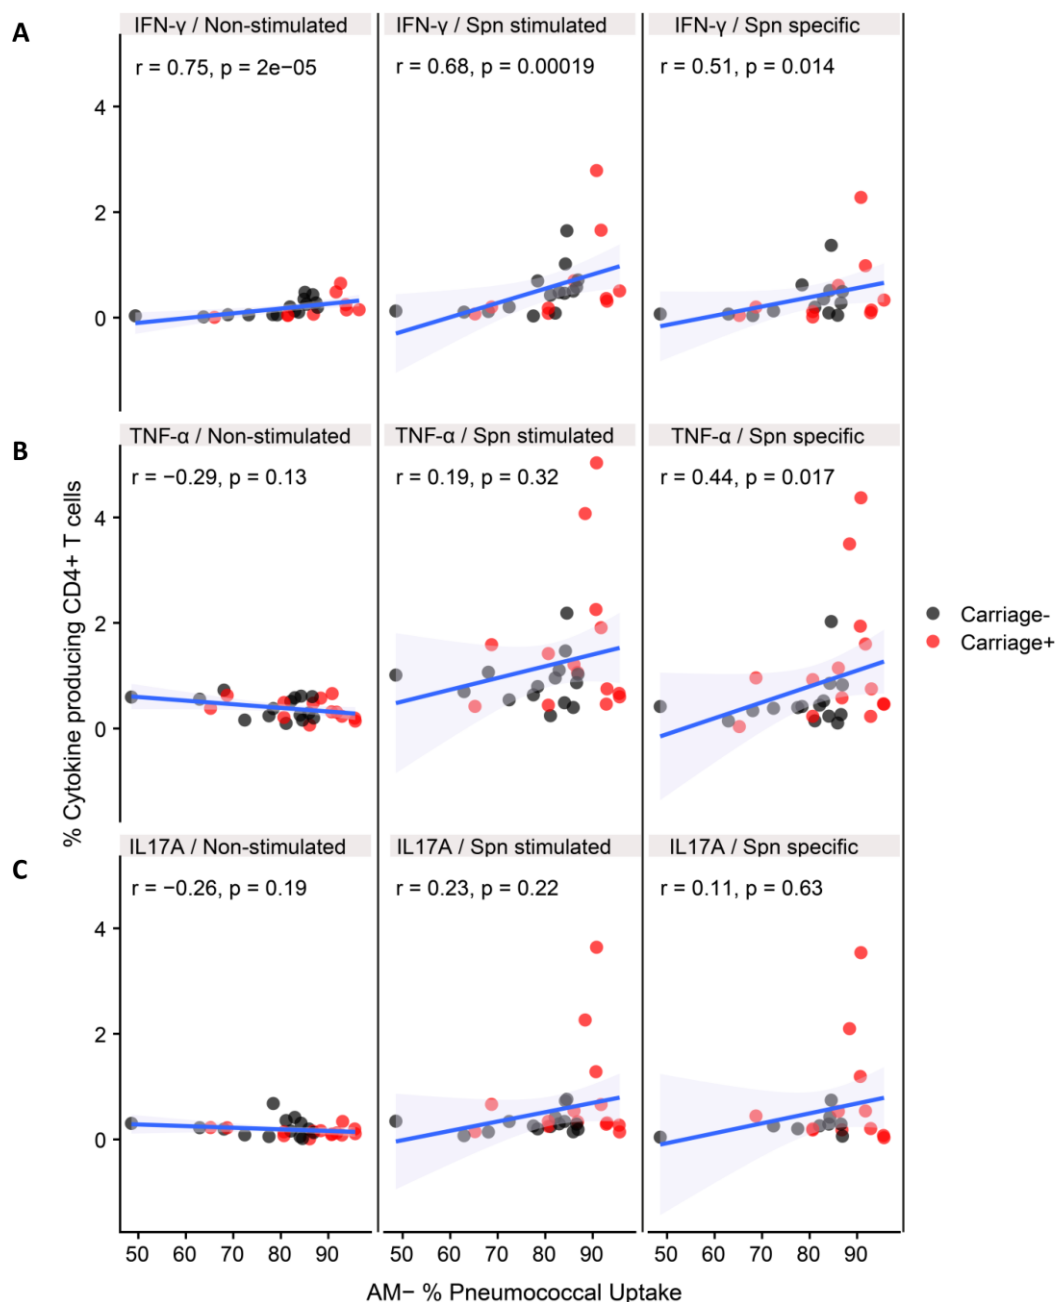 A
IFN-γ / Non-stimulated
IFN-γ / Spn stimulated
IFN-γ / Spn specific
r = 0.75, p = 2e−05
r = 0.68, p = 0.00019
r = 0.51, p = 0.014
4
2
0
B
TNF-α / Non-stimulated
TNF-α / Spn stimulated
TNF-α / Spn specific
r = −0.29, p = 0.13
r = 0.19, p = 0.32
r = 0.44, p = 0.017
4
2
0
% Cytokine producing CD4+ T cells
Carriage-
Carriage+
C
IL17A / Non-stimulated
IL17A / Spn stimulated
IL17A / Spn specific
r = −0.26, p = 0.19
r = 0.23, p = 0.22
r = 0.11, p = 0.63
4
2
0
50 60 70 80 90
50 60 70 80 90
50 60 70 80 90
AM− % Pneumococcal Uptake